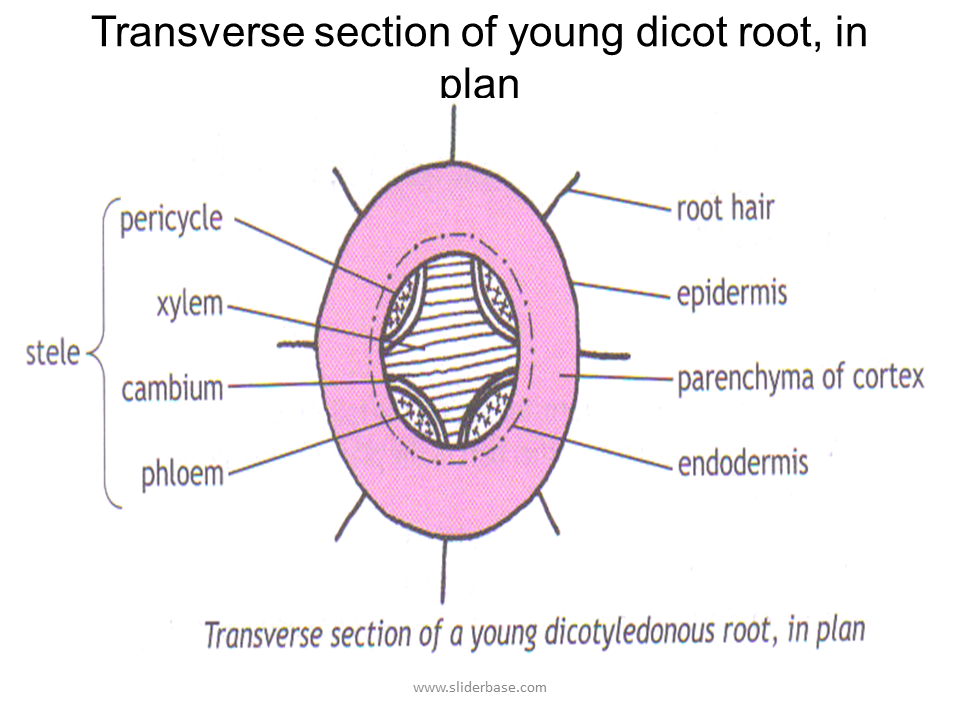 Transverse section of young dicot root, in
plan
pericycle
xylem
stele
cambium
phloem
root hair
epidermis
parenchyma of cortex
endodermis
Transverse section of a young dicotyledonous root, in plan
www.sliderbase.com